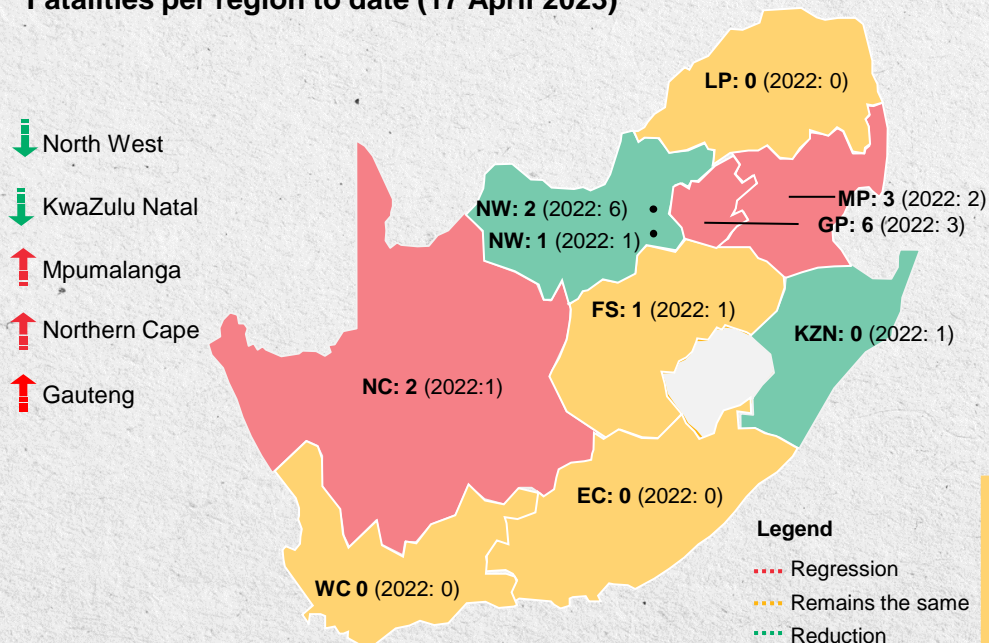 Fatalities per region to date (17 April 2023)
North West
KwaZulu Natal
Mpumalanga
Northern Cape
Gauteng
LP: 0 (2022: 0)
MP: 3 (2022: 2)
GP: 6 (2022: 3)
NW: 2 (2022: 6)
NW: 1 (2022: 1)
FS: 1 (2022: 1)
KZN: 0 (2022: 1)
NC: 2 (2022:1)
EC: 0 (2022: 0)
WC 0 (2022: 0)
Legend
Regression
Remains the same
Reduction